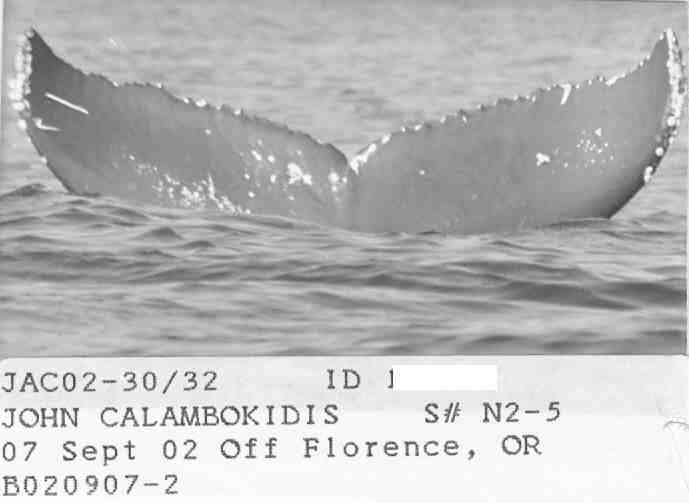 JAC02-30/32 ID
JOHN CALAMBOKIDIS S# N2-5
07 Sept 02 Off Florence, OR
B020907-2